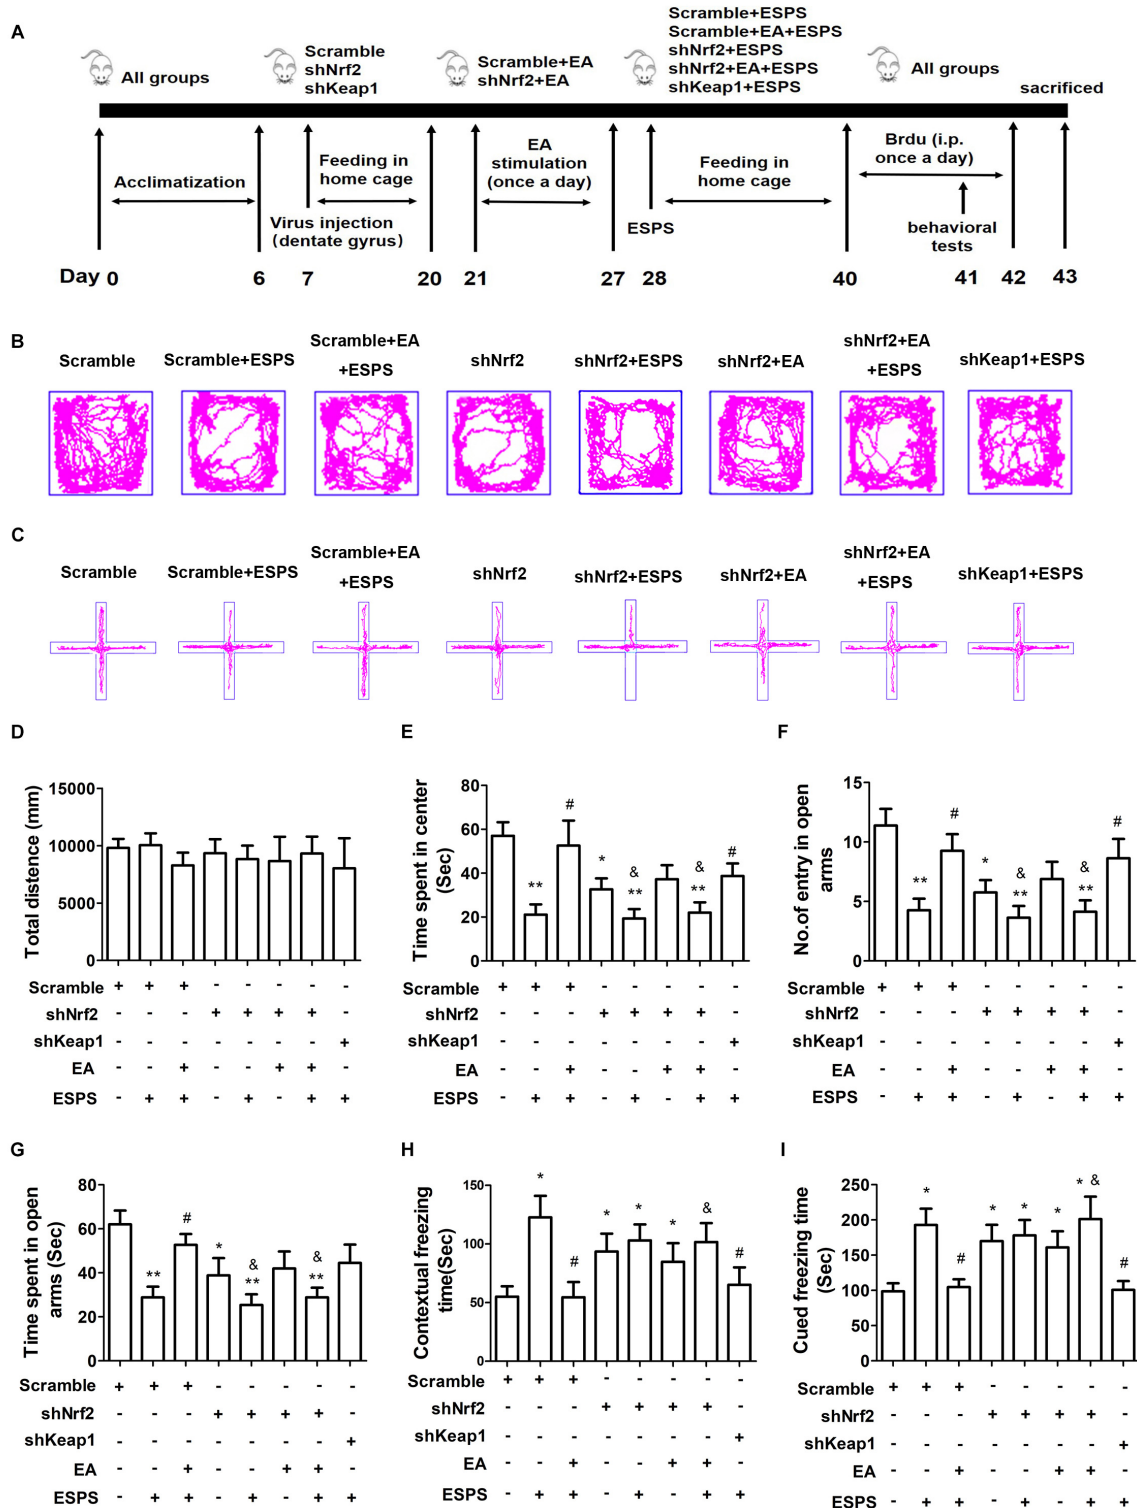 A
All groups
Scramble
shNrf2
shKeap1
Scramble+EA
shNrf2+EA
Scramble+ESPS
Scramble+EA+ESPS
shNrf2+ESPS
shNrf2+EA+ESPS
shKeap1+ESPS
All groups
sacrificed
Acclimatization
Feeding in
home cage
Virus injection
(dentate gyrus)
EA
stimulation
(once a day)
ESPS
Feeding in
home cage
Brdu (i.p.
once a day)
behavioral
tests
Day 0 6 7 20 21 27 28 40 41 42 43
B
Scramble Scramble+ESPS Scramble+EA +ESPS shNrf2 shNrf2+ESPS shNrf2+EA shNrf2+EA +ESPS shKeap1+ESPS
C
Scramble Scramble+ESPS Scramble+EA +ESPS shNrf2 shNrf2+ESPS shNrf2+EA shNrf2+EA +ESPS shKeap1+ESPS
D
Total distance (mm)
15000
10000
5000
0
Scramble + + + - - - - -
shNrf2 - - - + + + + -
shKeap1 - - - - - - - +
EA - - + - - + + -
ESPS - + + - + - + +
E
Time spent in center
(Sec)
80
60
40
20
0
** # * & ** & ** #
Scramble + + + - - - - -
shNrf2 - - - + + + + -
shKeap1 - - - - - - - +
EA - - + - - + + -
ESPS - + + - + - + +
F
No.of entry in open
arms
15
10
5
0
** # * & ** & ** #
Scramble + + + - - - - -
shNrf2 - - - + + + + -
shKeap1 - - - - - - - +
EA - - + - - + + -
ESPS - + + - + - + +
G
Time spent in open
arms (Sec)
80
60
40
20
0
** # * & ** & **
Scramble + + + - - - - -
shNrf2 - - - + + + + -
shKeap1 - - - - - - - +
EA - - + - - + + -
ESPS - + + - + - + +
H
Contextual freezing
time(Sec)
150
100
50
0
* # * * * & #
Scramble + + + - - - - -
shNrf2 - - - + + + + -
shKeap1 - - - - - - - +
EA - - + - - + + -
ESPS - + + - + - + +
I
Cued freezing time
(Sec)
250
200
150
100
50
0
* # * * * * & #
Scramble + + + - - - - -
shNrf2 - - - + + + + -
shKeap1 - - - - - - - +
EA - - + - - + + -
ESPS - + + - + - + +